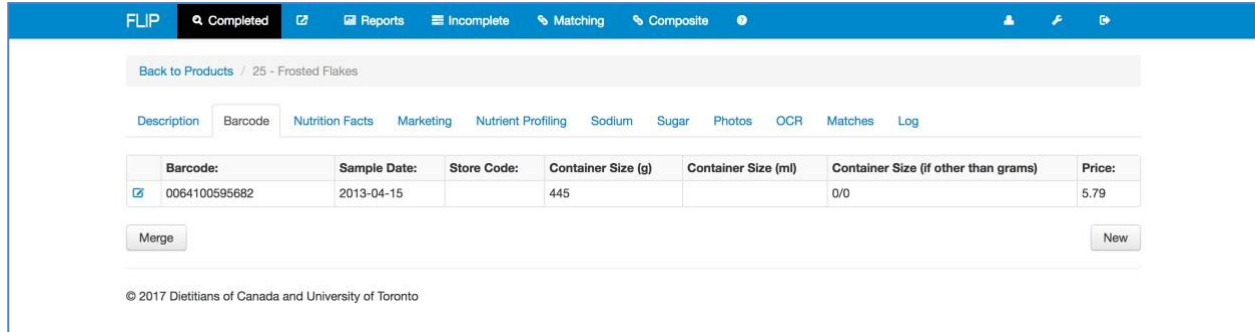 FLIP Completed Reports Incomplete Matching Composite
Back to Products / 25 - Frosted Flakes
Description Barcode Nutrition Facts Marketing Nutrient Profiling Sodium Sugar Photos OCR Matches Log
Barcode: Sample Date: Store Code: Container Size (g) Container Size (ml) Container Size (if other than grams) Price:
0064100595682 2013-04-15 445 0/0 5.79
Merge New
© 2017 Dietitians of Canada and University of Toronto